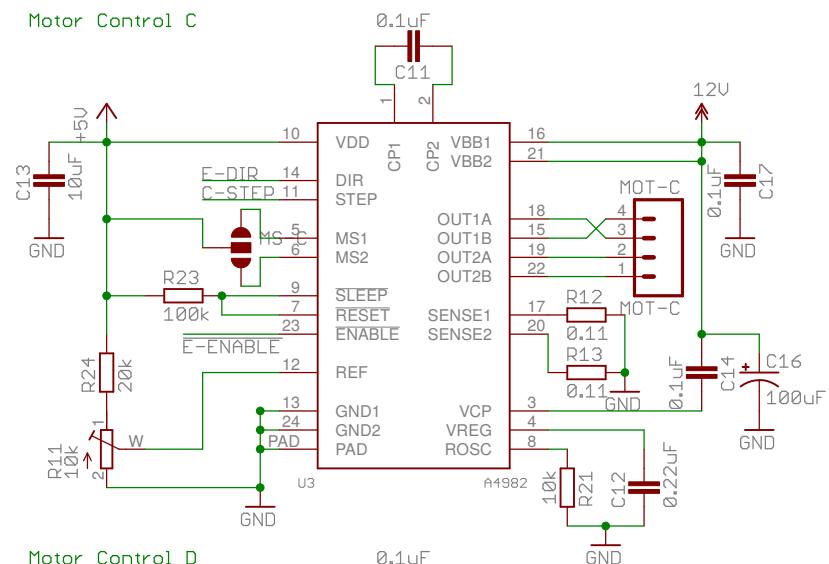 Motor Control C
0.1uF
C11
1
2
+5V
12V
C13
10uF
GND
10
VDD
CP1
CP2
VBB1
16
VBB2
21
0.1uF
C17
GND
E-DIR
14
DIR
C-STEP
11
STEP
MOT-C
OUT1A
18
4
OUT1B
15
3
OUT2A
19
2
OUT2B
22
1
MOT-C
5
MS1
6
MS2
R23
100k
9
SLEEP
7
RESET
23
ENABLE
E-ENABLE
SENSE1
17
R12
0.11
SENSE2
20
R13
0.11
GND
R24
20k
12
REF
0.1uF
C14
C16
100uF
GND
13
GND1
24
GND2
PAD
PAD
VCP
3
VREG
4
ROSC
8
R11
10k
1
W
2
GND
U3
A4982
10k
R21
C12
0.22uF
GND
Motor Control D
0.1uF